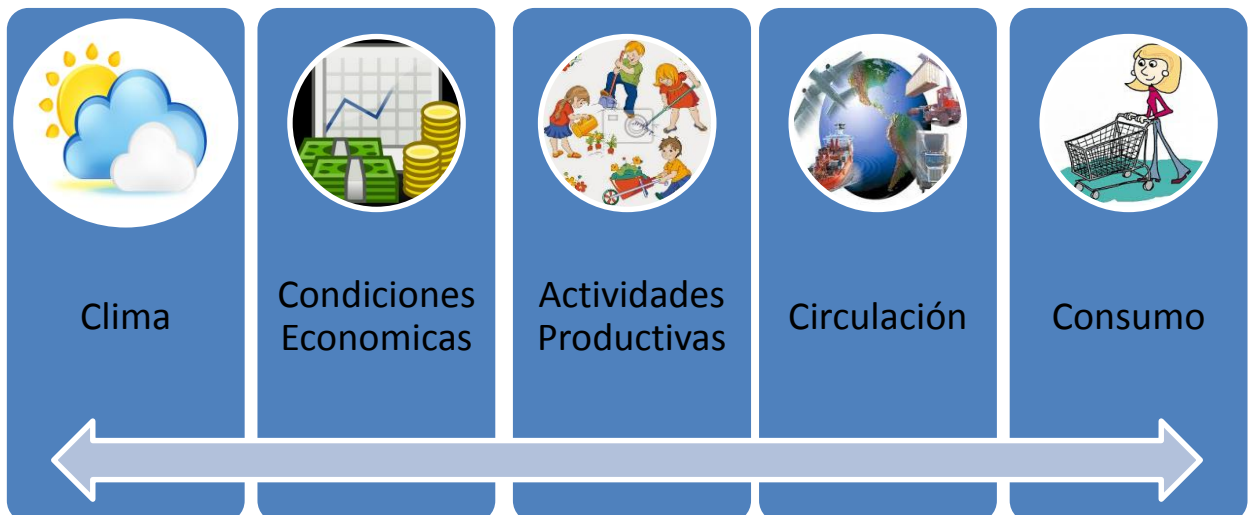 Clima
Condiciones
Economicas
Actividades
Productivas
Circulación
Consumo